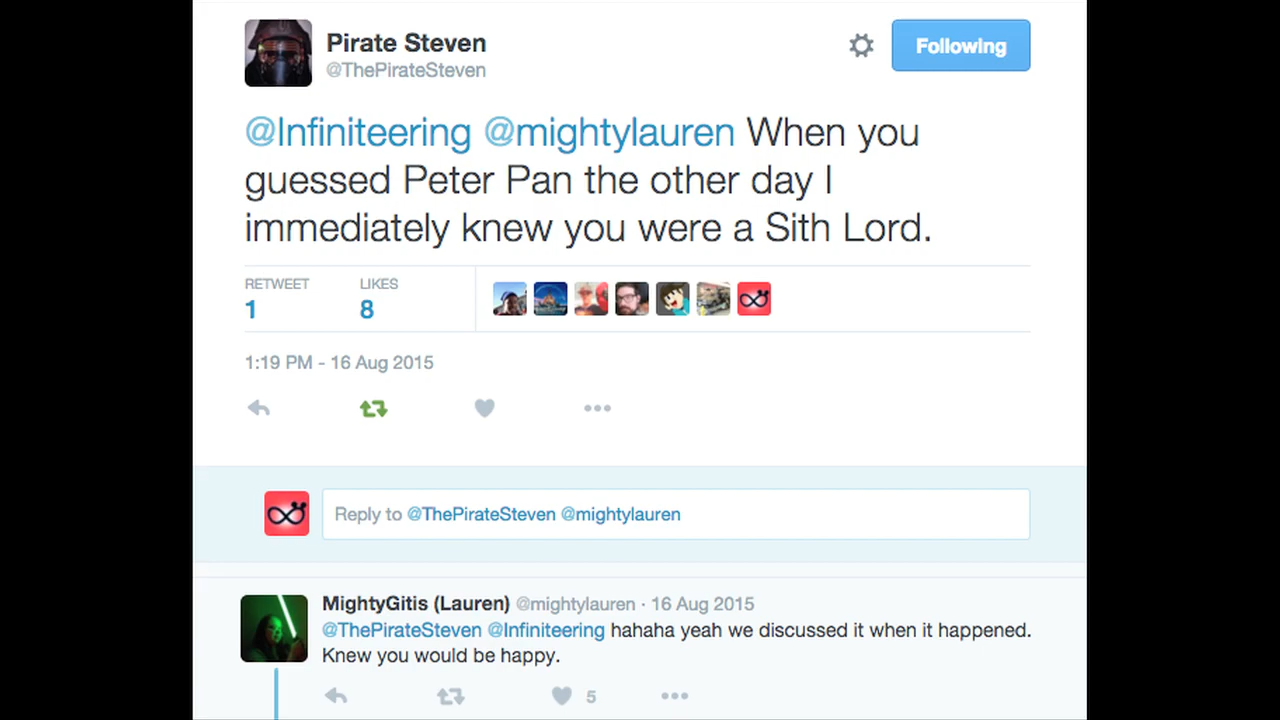 Pirate Steven
@ThePirateSteven
Following
@Infiniteering @mightylauren When you
guessed Peter Pan the other day I
immediately knew you were a Sith Lord.
RETWEET LIKES
1 8
1:19 PM - 16 Aug 2015
Reply to @ThePirateSteven @mightylauren
MightyGitis (Lauren) @mightylauren · 16 Aug 2015
@ThePirateSteven @Infiniteering hahaha yeah we discussed it when it happened.
Knew you would be happy.
5